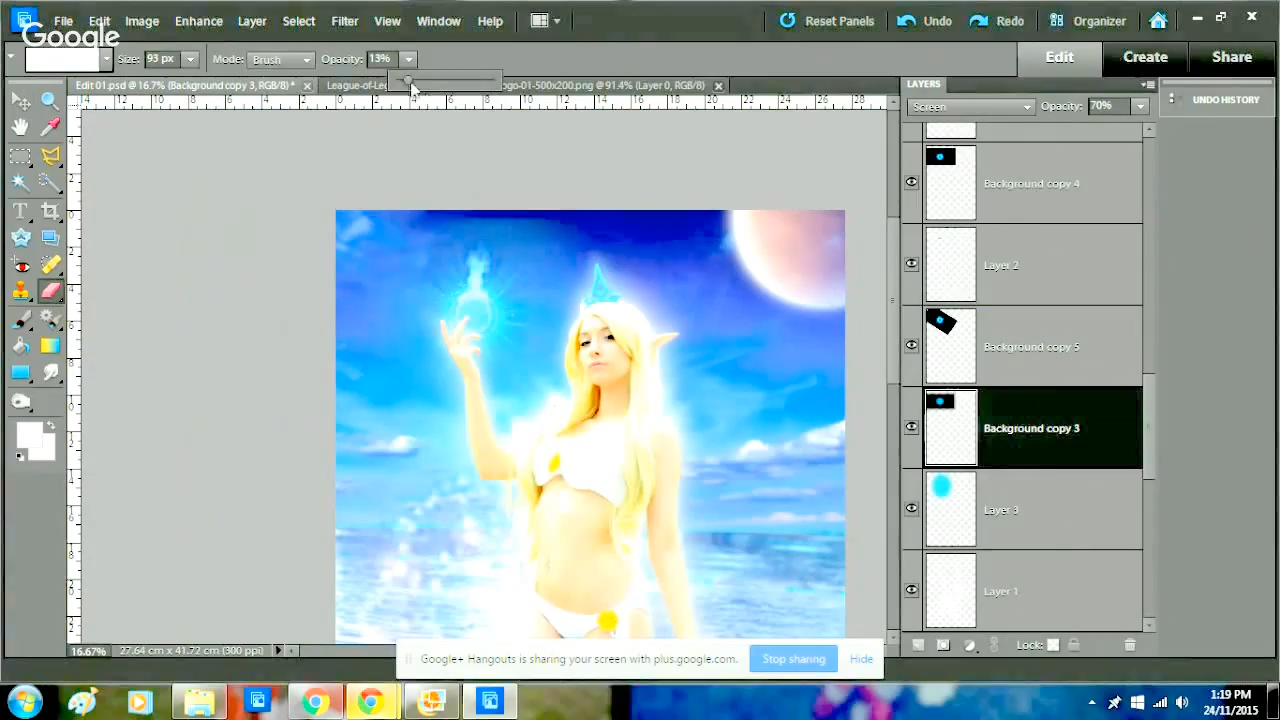 File Edit Image Enhance Layer Select Filter View Window Help Reset Panels Undo Redo Organizer
Google
Size: 93 px Mode: Brush Opacity: 13% Edit Create Share
Edit 01.psd @ 16.7% (Background copy 3, RGB/8) * × League-of-Le ogo-01-500x200.png @ 91.4% (Layer 0, RGB/8) LAYERS
Screen Opacity: 70% UNDO HISTORY
Background copy 4
Layer 2
Background copy 5
Background copy 3
Layer 3
Layer 1
Lock:
16.67% 27.64 cm x 41.72 cm (300 ppi)
Google+ Hangouts is sharing your screen with plus.google.com. Stop sharing Hide
1:19 PM
24/11/2015